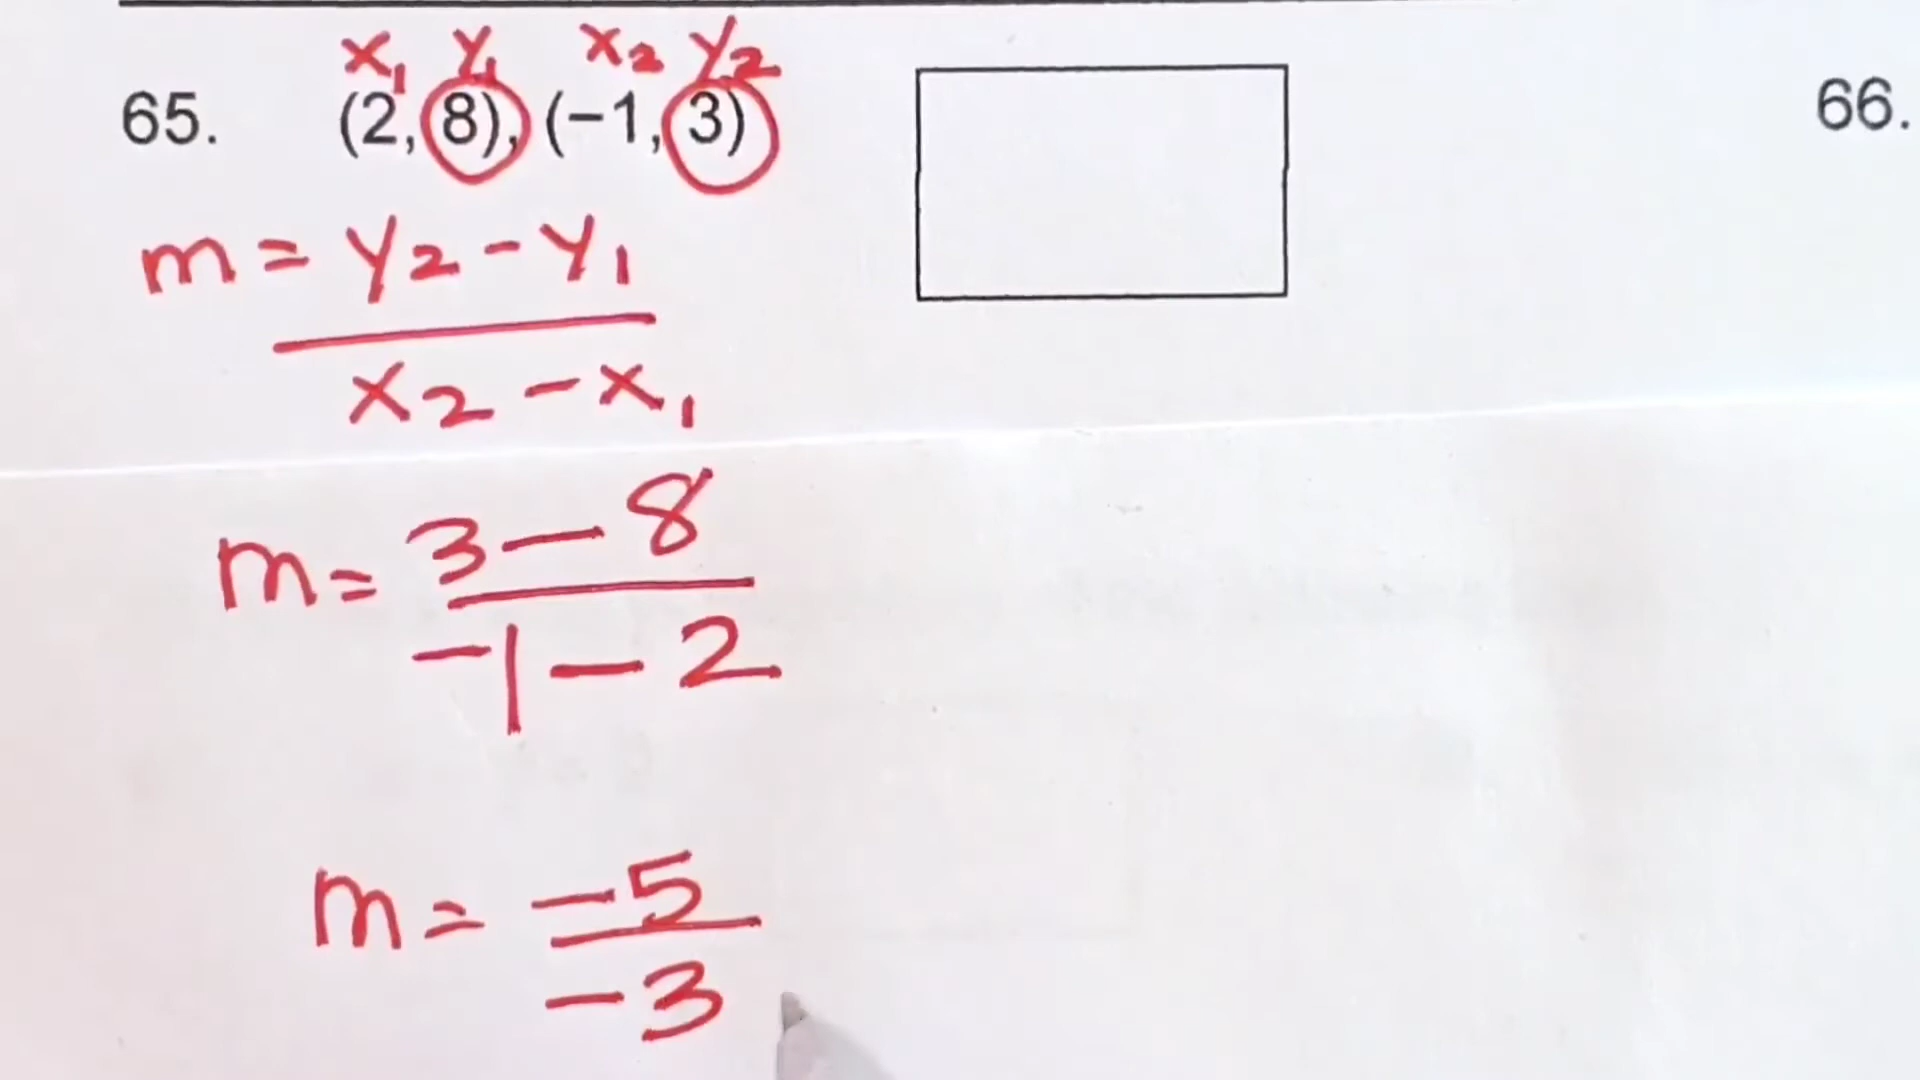 x₁ y₁ x₂ y₂
65. (2, 8), (−1, 3)
66.
m = y₂ - y₁
x₂ - x₁
m = 3 - 8
-1 - 2
m = -5
-3